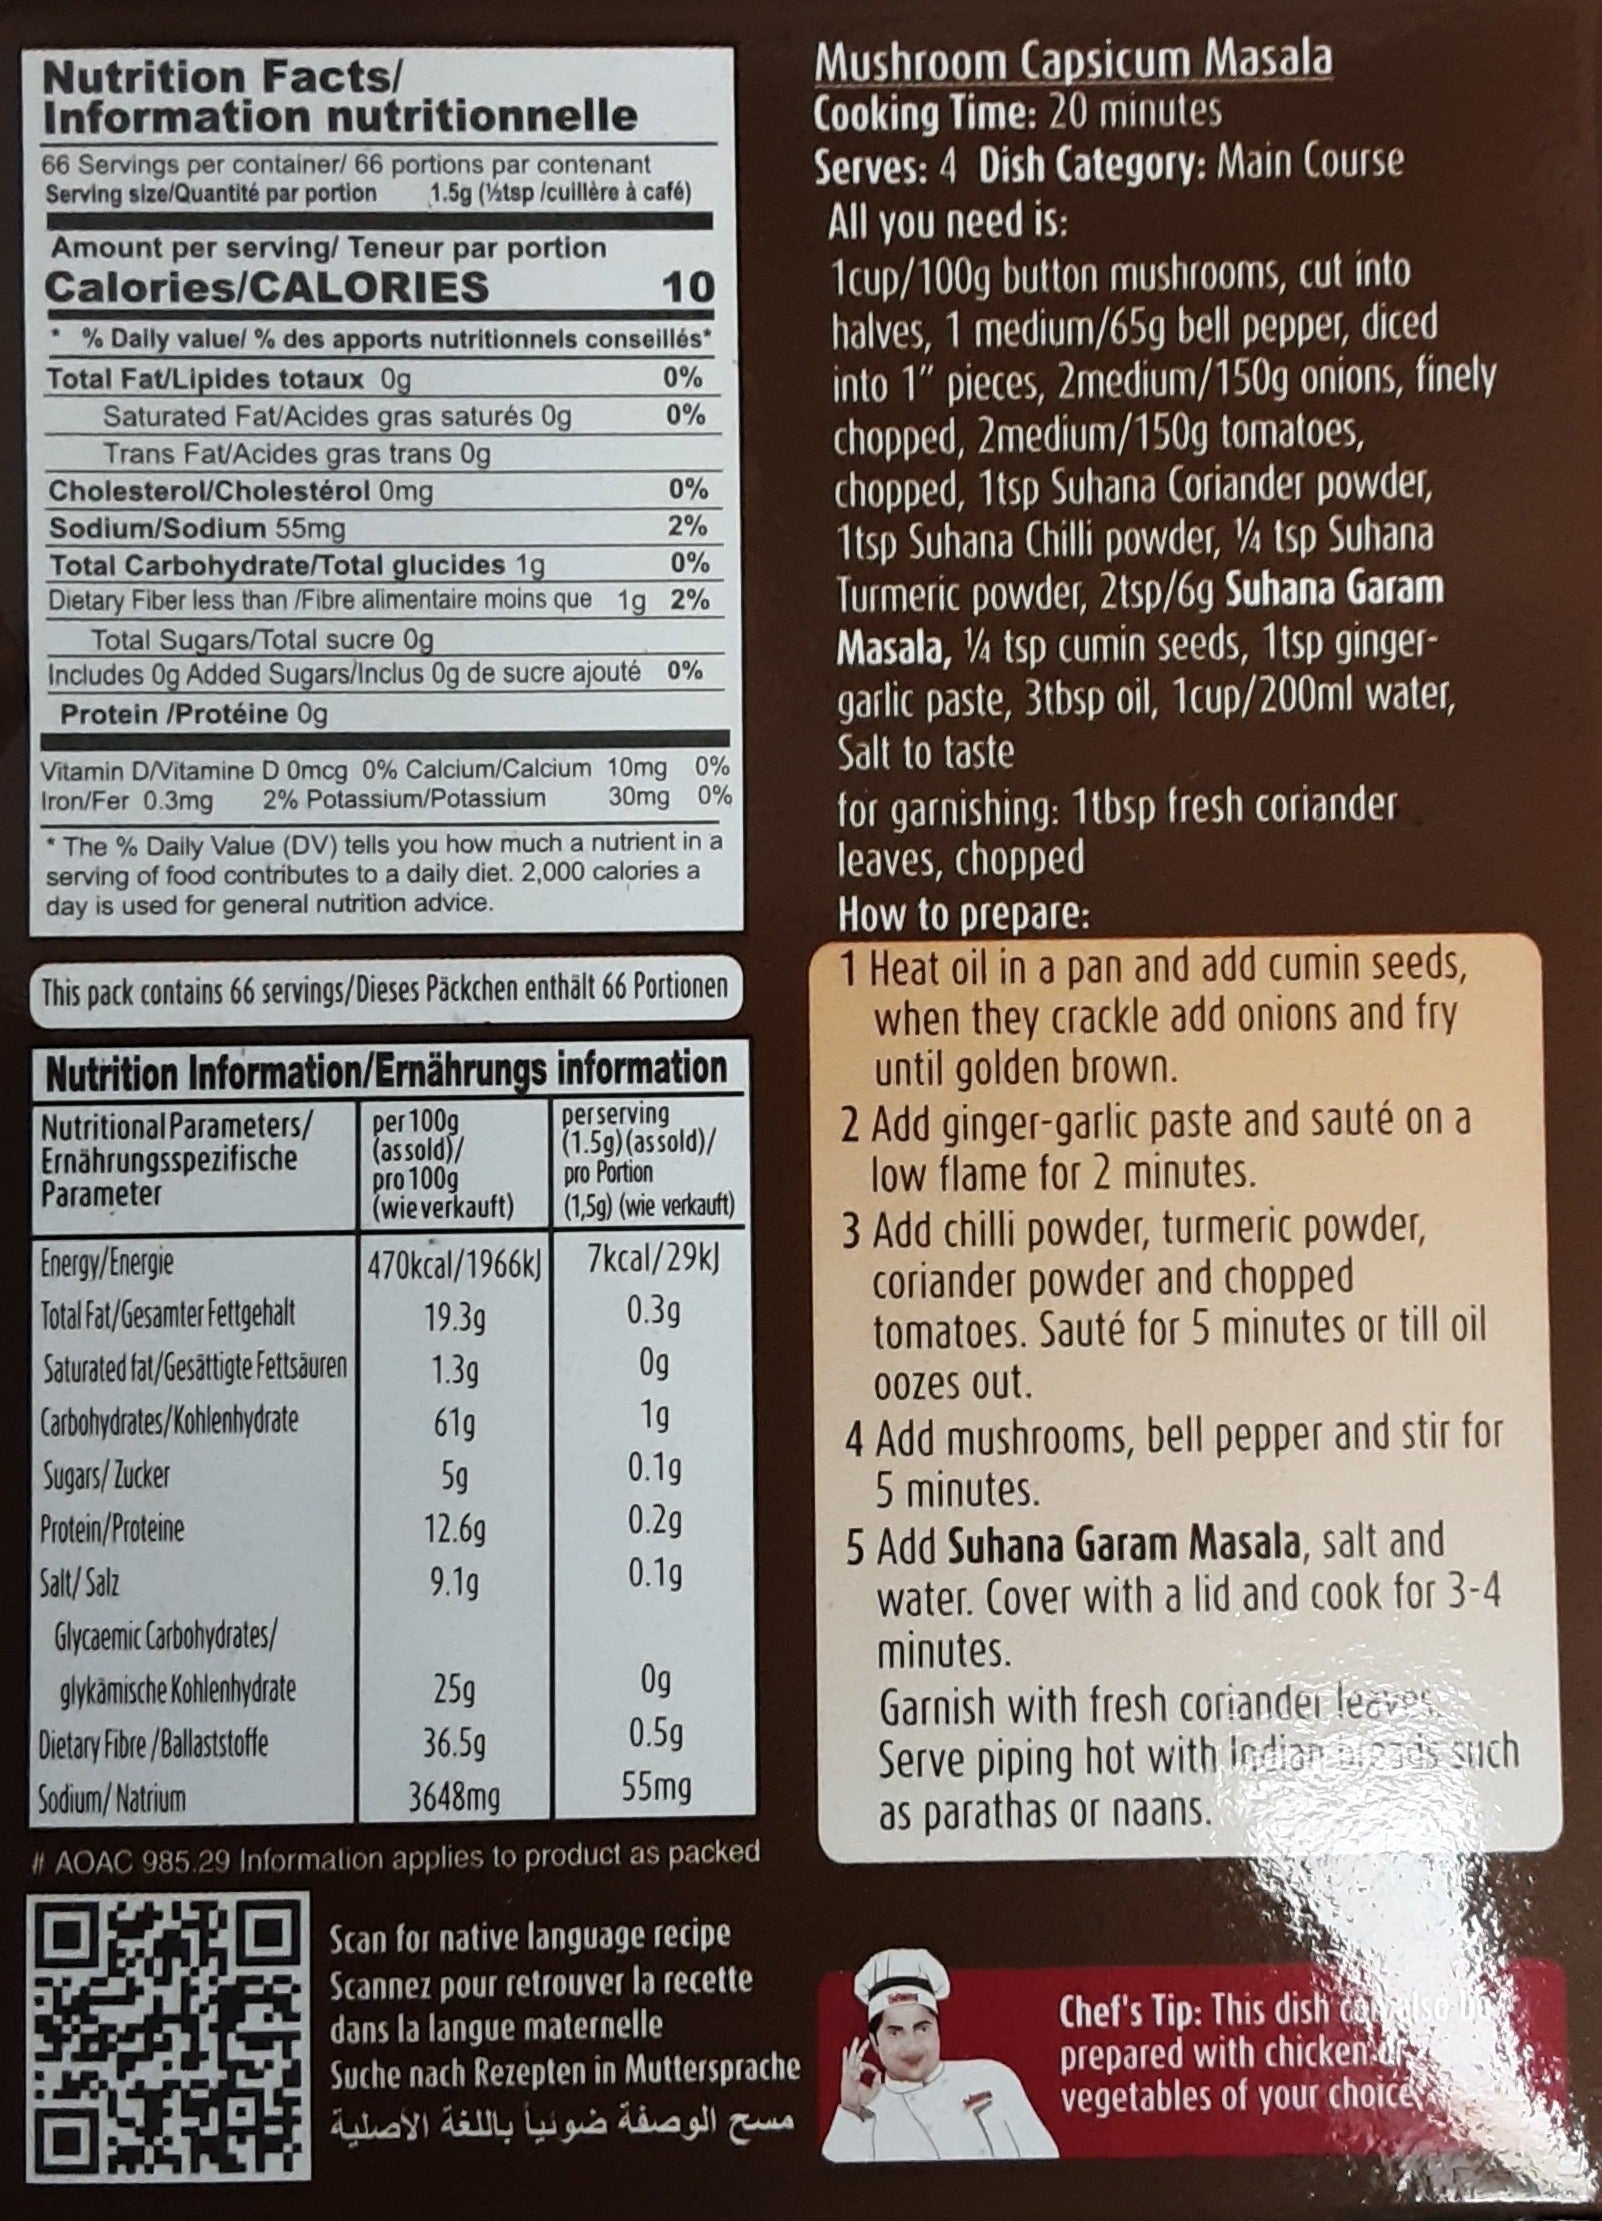 Nutrition Facts/
Information nutritionnelle
66 Servings per container/ 66 portions par contenant
Serving size/Quantité par portion 1.5g (½tsp /cuillère à café)
Amount per serving/ Teneur par portion
Calories/CALORIES 10
* % Daily value/ % des apports nutritionnels conseillés*
Total Fat/Lipides totaux 0g 0%
Saturated Fat/Acides gras saturés 0g 0%
Trans Fat/Acides gras trans 0g
Cholesterol/Cholestérol 0mg 0%
Sodium/Sodium 55mg 2%
Total Carbohydrate/Total glucides 1g 0%
Dietary Fiber less than /Fibre alimentaire moins que 1g 2%
Total Sugars/Total sucre 0g
Includes 0g Added Sugars/Inclus 0g de sucre ajouté 0%
Protein /Protéine 0g
Vitamin D/Vitamine D 0mcg 0% Calcium/Calcium 10mg 0%
Iron/Fer 0.3mg 2% Potassium/Potassium 30mg 0%
* The % Daily Value (DV) tells you how much a nutrient in a
serving of food contributes to a daily diet. 2,000 calories a
day is used for general nutrition advice.
This pack contains 66 servings/Dieses Päckchen enthält 66 Portionen
Nutrition Information/Ernährungs information
Nutritional Parameters/
Ernährungsspezifische
Parameter
per 100g
(as sold)/
pro 100g
(wie verkauft)
per serving
(1.5g) (as sold)/
pro Portion
(1,5g) (wie verkauft)
Energy/Energie 470kcal/1966kJ 7kcal/29kJ
Total Fat/Gesamter Fettgehalt 19.3g 0.3g
Saturated fat/Gesättigte Fettsäuren 1.3g 0g
Carbohydrates/Kohlenhydrate 61g 1g
Sugars/ Zucker 5g 0.1g
Protein/Proteine 12.6g 0.2g
Salt/ Salz 9.1g 0.1g
Glycaemic Carbohydrates/
glykämische Kohlenhydrate 25g 0g
Dietary Fibre /Ballaststoffe 36.5g 0.5g
Sodium/ Natrium 3648mg 55mg
# AOAC 985.29 Information applies to product as packed
Scan for native language recipe
Scannez pour retrouver la recette
dans la langue maternelle
Suche nach Rezepten in Muttersprache
مسح الوصفة ضوئياً باللغة الأصلية
Mushroom Capsicum Masala
Cooking Time: 20 minutes
Serves: 4 Dish Category: Main Course
All you need is:
1cup/100g button mushrooms, cut into
halves, 1 medium/65g bell pepper, diced
into 1" pieces, 2medium/150g onions, finely
chopped, 2medium/150g tomatoes,
chopped, 1tsp Suhana Coriander powder,
1tsp Suhana Chilli powder, ¼ tsp Suhana
Turmeric powder, 2tsp/6g Suhana Garam
Masala, ¼ tsp cumin seeds, 1tsp ginger-
garlic paste, 3tbsp oil, 1cup/200ml water,
Salt to taste
for garnishing: 1tbsp fresh coriander
leaves, chopped
How to prepare:
1 Heat oil in a pan and add cumin seeds,
when they crackle add onions and fry
until golden brown.
2 Add ginger-garlic paste and sauté on a
low flame for 2 minutes.
3 Add chilli powder, turmeric powder,
coriander powder and chopped
tomatoes. Sauté for 5 minutes or till oil
oozes out.
4 Add mushrooms, bell pepper and stir for
5 minutes.
5 Add Suhana Garam Masala, salt and
water. Cover with a lid and cook for 3-4
minutes.
Garnish with fresh coriander leaves.
Serve piping hot with Indian breads such
as parathas or naans.
Chef's Tip: This dish can also be
prepared with chicken or
vegetables of your choice